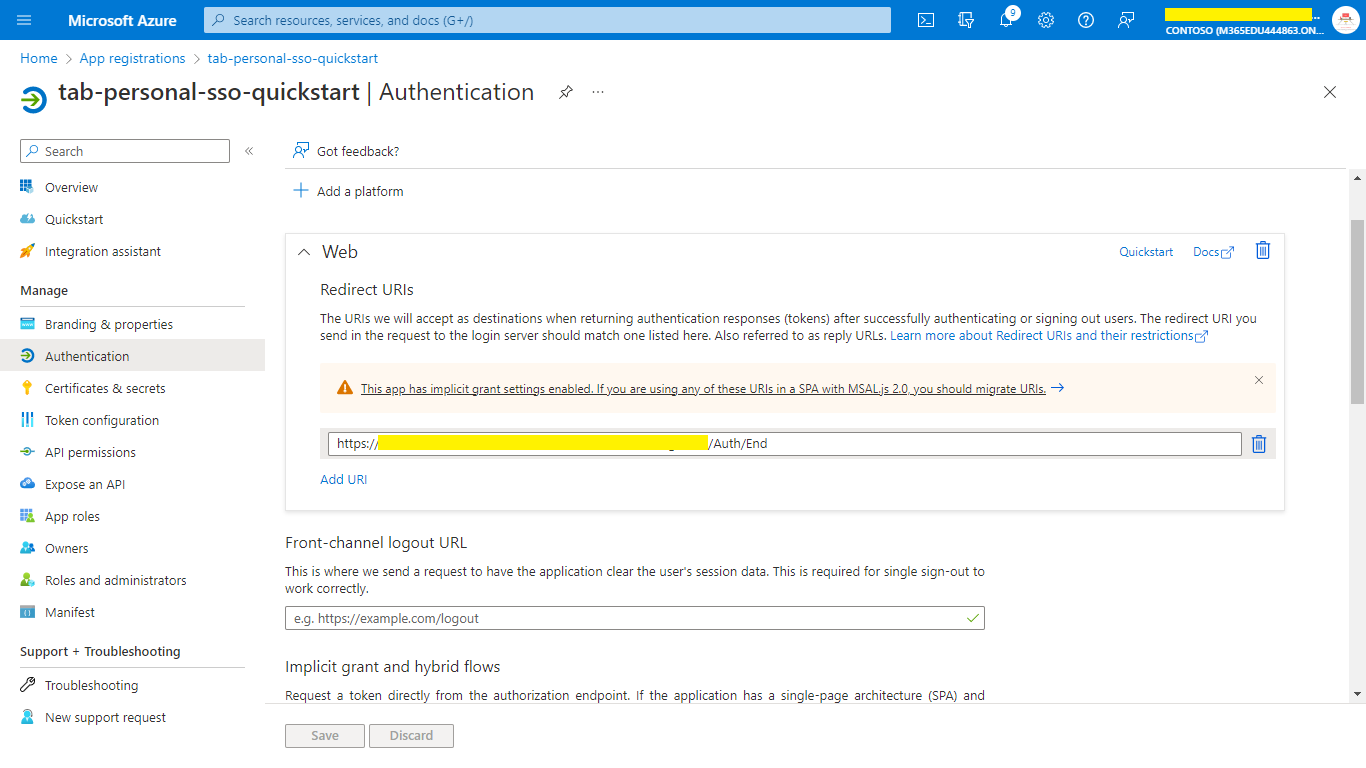 Microsoft Azure
Search resources, services, and docs (G+/)
9
...
CONTOSO (M365EDU444863.ON...
Home > App registrations > tab-personal-sso-quickstart
tab-personal-sso-quickstart | Authentication
...
Search
«
Got feedback?
Overview
Quickstart
Integration assistant
Manage
Branding & properties
Authentication
Certificates & secrets
Token configuration
API permissions
Expose an API
App roles
Owners
Roles and administrators
Manifest
Support + Troubleshooting
Troubleshooting
New support request
Add a platform
Web
Quickstart
Docs
Redirect URIs
The URIs we will accept as destinations when returning authentication responses (tokens) after successfully authenticating or signing out users. The redirect URI you
send in the request to the login server should match one listed here. Also referred to as reply URLs. Learn more about Redirect URIs and their restrictions
This app has implicit grant settings enabled. If you are using any of these URIs in a SPA with MSAL.js 2.0, you should migrate URIs.
https:// /Auth/End
Add URI
Front-channel logout URL
This is where we send a request to have the application clear the user's session data. This is required for single sign-out to
work correctly.
e.g. https://example.com/logout
Implicit grant and hybrid flows
Request a token directly from the authorization endpoint. If the application has a single-page architecture (SPA) and
Save
Discard